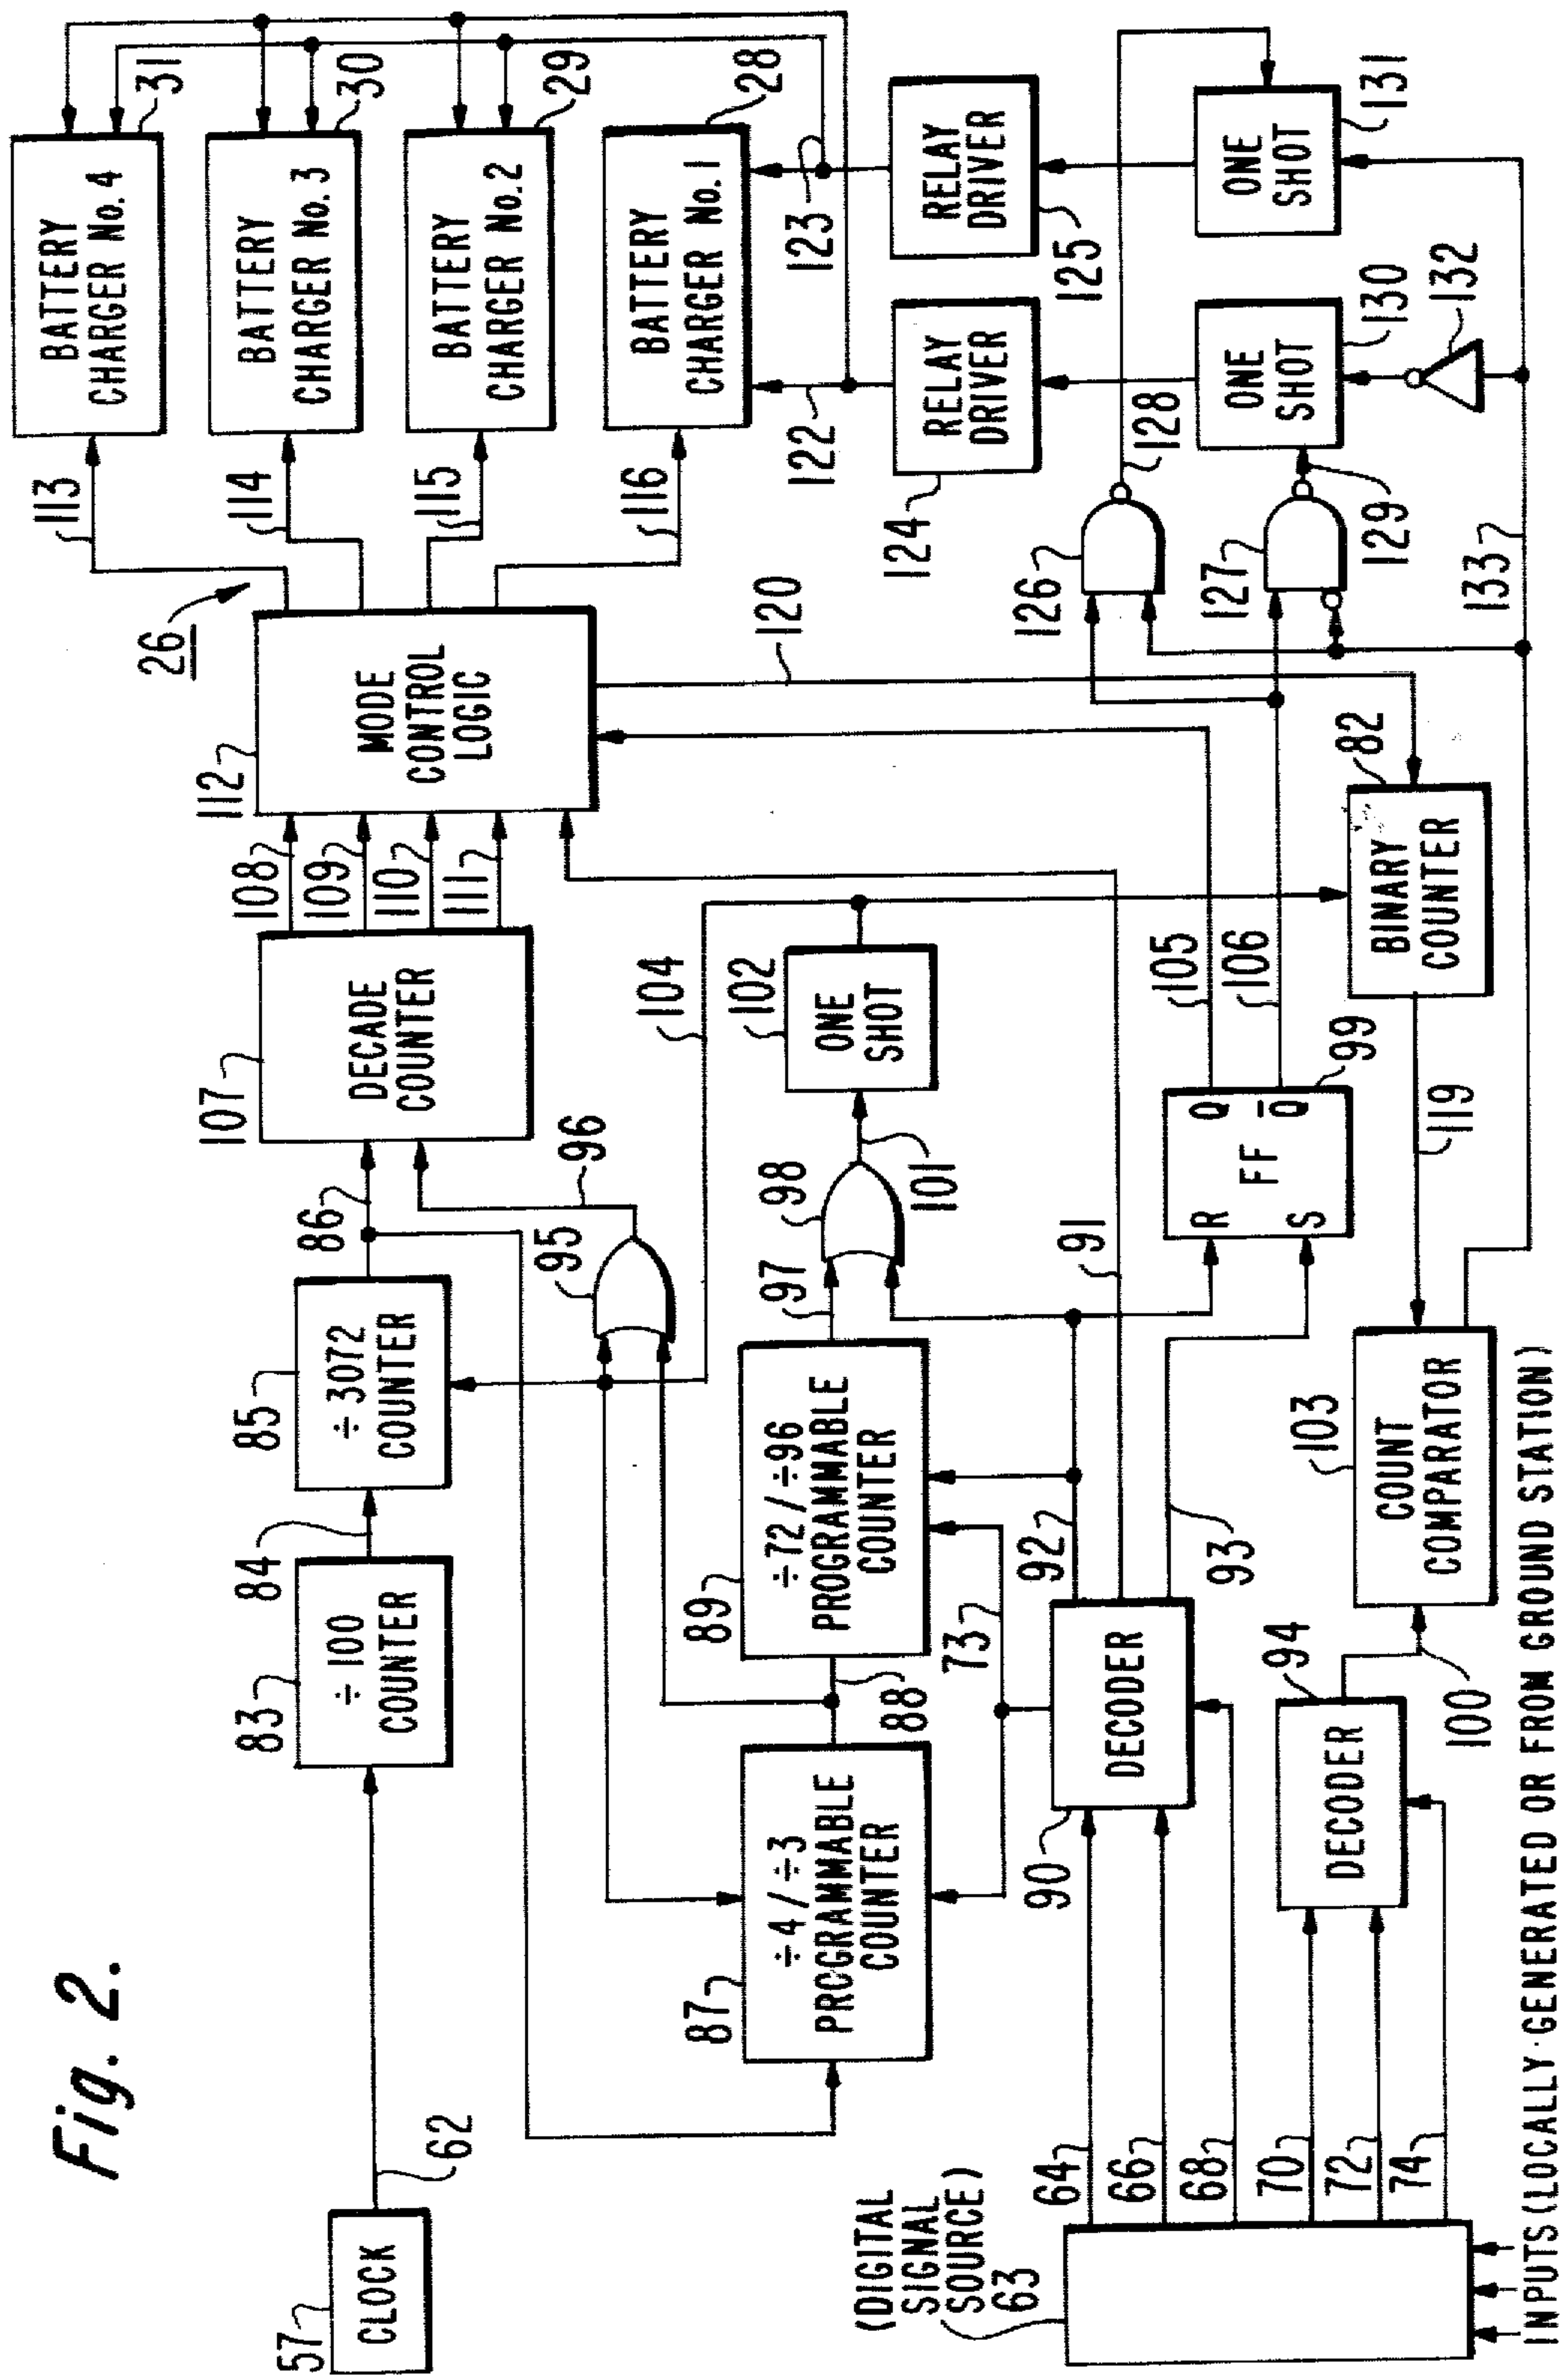 Fig. 2.
57
CLOCK
62
83
÷ 100
COUNTER
84
85
÷ 3072
COUNTER
86
107
DECADE
COUNTER
108
109
110
111
112
MODE
CONTROL
LOGIC
26
113
114
115
116
BATTERY
CHARGER No. 4
31
BATTERY
CHARGER No. 3
30
BATTERY
CHARGER No. 2
29
BATTERY
CHARGER No. 1
28
87
÷4/÷3
PROGRAMMABLE
COUNTER
88
89
÷72/÷96
PROGRAMMABLE
COUNTER
95
96
97
98
101
102
ONE
SHOT
104
120
122
123
124
RELAY
DRIVER
RELAY
DRIVER
125
(DIGITAL
SIGNAL
SOURCE)
63
64
66
68
70
72
74
90
DECODER
73
92
91
93
94
DECODER
100
103
COUNT
COMPARATOR
R
S
FF
Q
Q̅
99
105
106
119
82
BINARY
COUNTER
126
127
128
129
ONE
SHOT
130
ONE
SHOT
131
132
133
INPUTS (LOCALLY GENERATED OR FROM GROUND STATION)